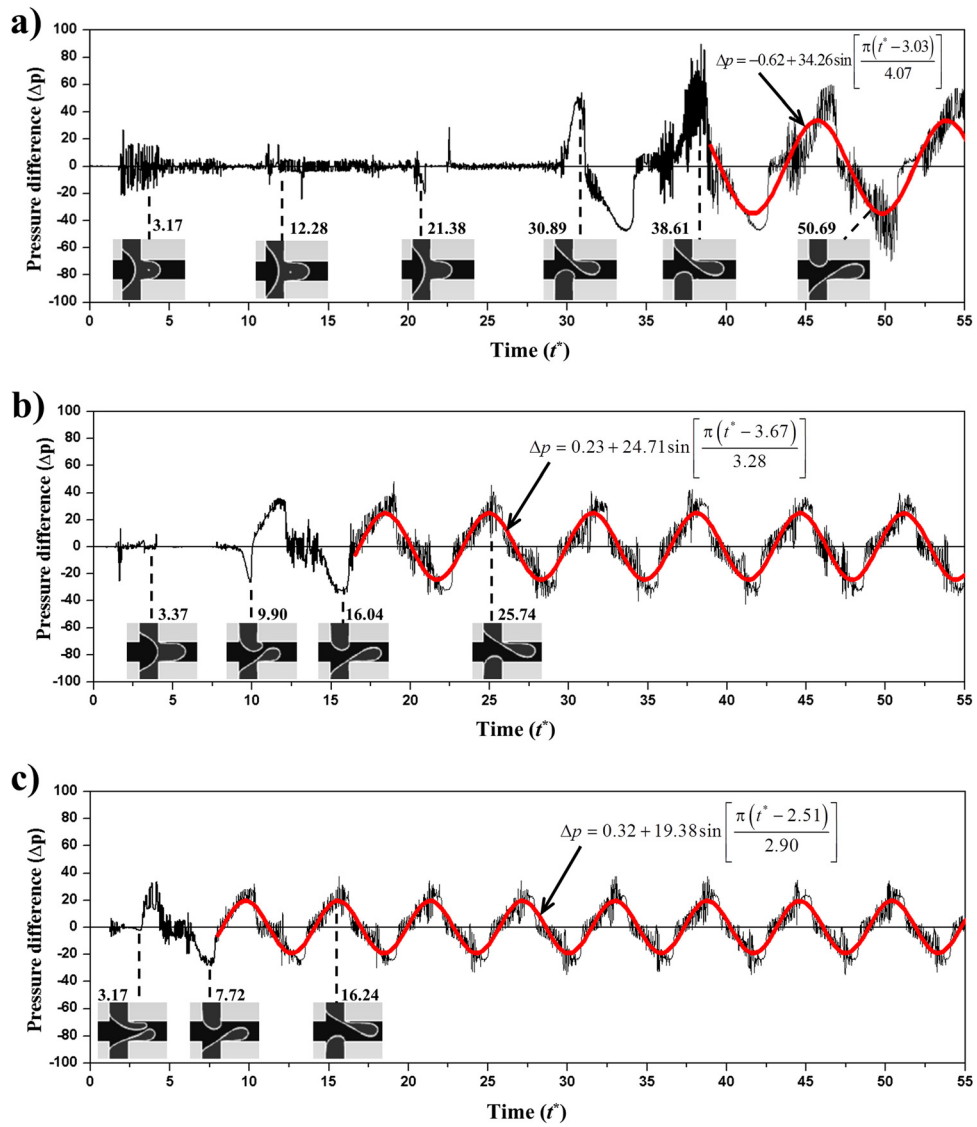 a)
Pressure difference (Δp)
100
80
60
40
20
0
-20
-40
-60
-80
-100
Δp = −0.62 + 34.26 sin [ π(t* − 3.03) / 4.07 ]
3.17 12.28 21.38 30.89 38.61 50.69
0 5 10 15 20 25 30 35 40 45 50 55
Time (t*)
b)
Pressure difference (Δp)
100
80
60
40
20
0
-20
-40
-60
-80
-100
Δp = 0.23 + 24.71 sin [ π(t* − 3.67) / 3.28 ]
3.37 9.90 16.04 25.74
0 5 10 15 20 25 30 35 40 45 50 55
Time (t*)
c)
Pressure difference (Δp)
100
80
60
40
20
0
-20
-40
-60
-80
-100
Δp = 0.32 + 19.38 sin [ π(t* − 2.51) / 2.90 ]
3.17 7.72 16.24
0 5 10 15 20 25 30 35 40 45 50 55
Time (t*)